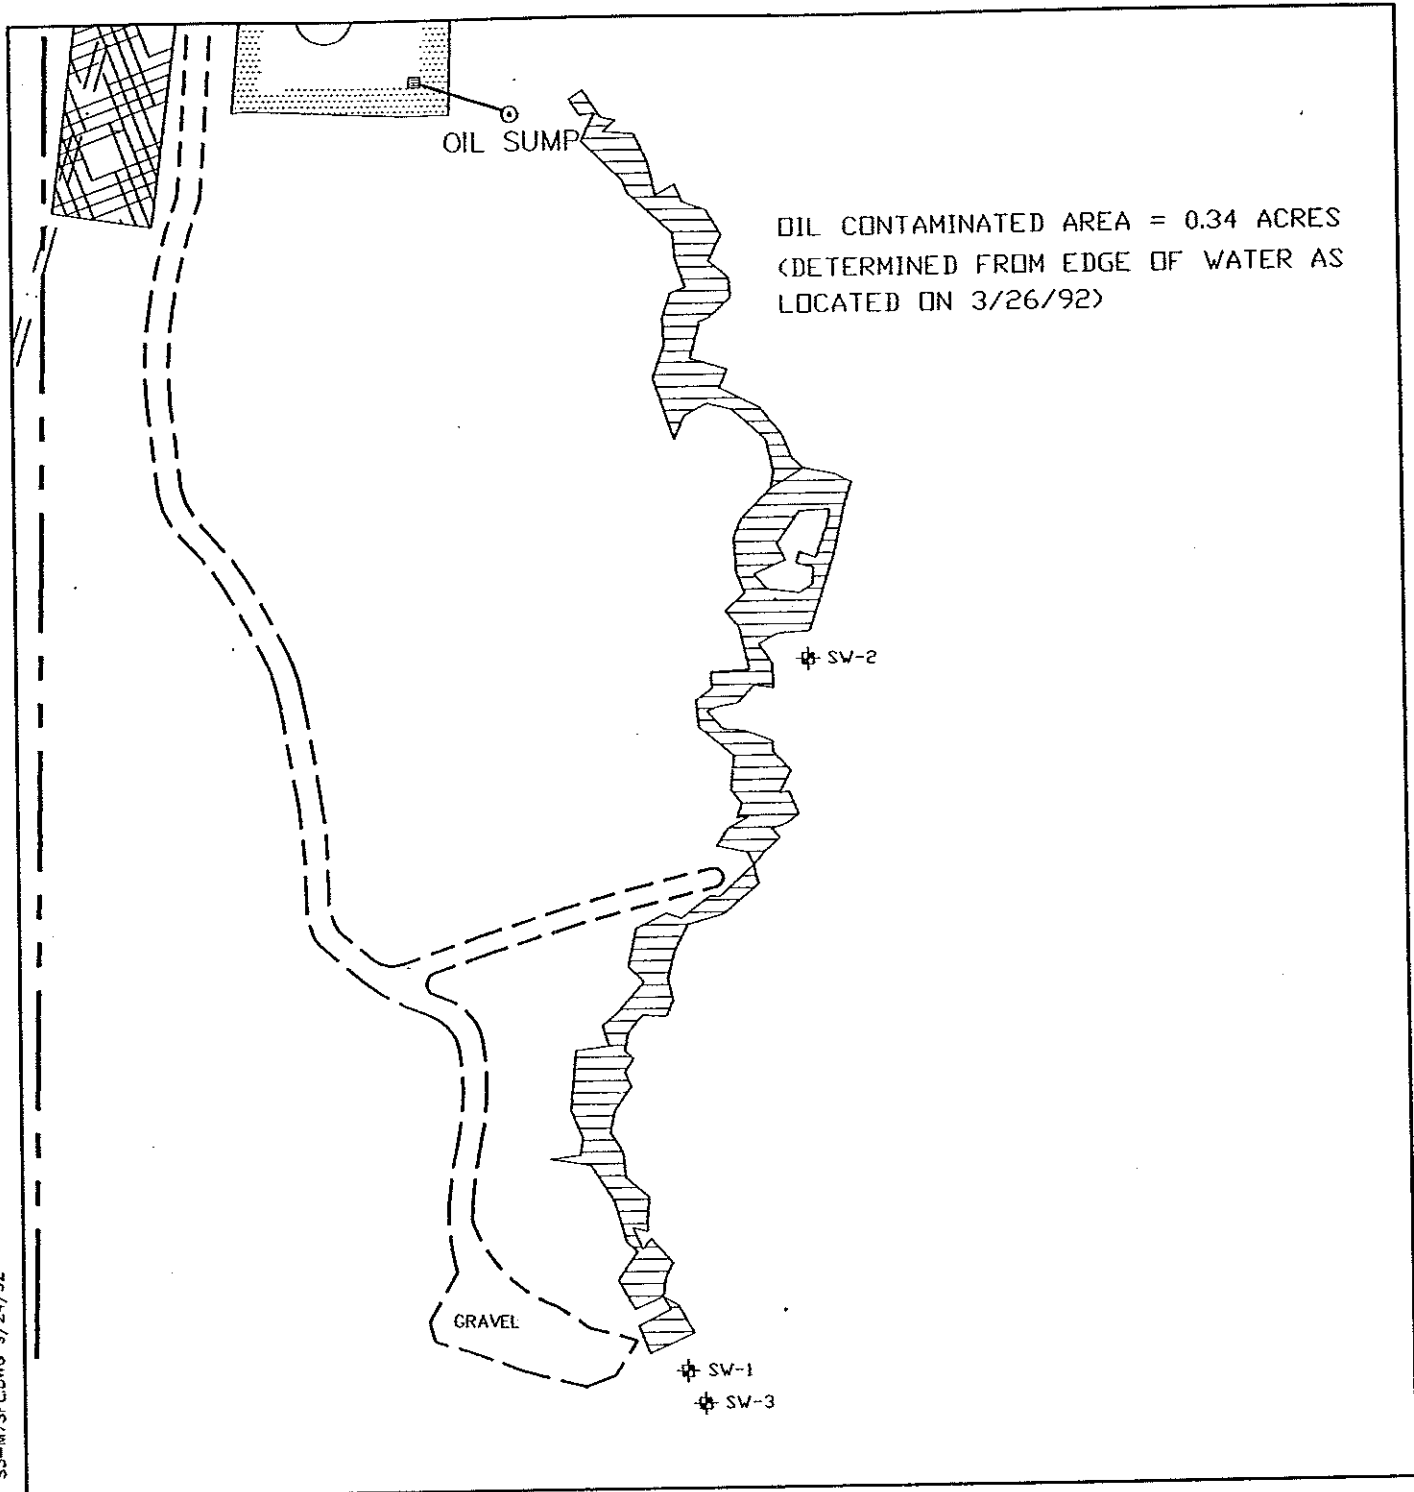 OIL SUMP
OIL CONTAMINATED AREA = 0.34 ACRES
(DETERMINED FROM EDGE OF WATER AS
LOCATED ON 3/26/92)
SW-2
GRAVEL
SW-1
SW-3